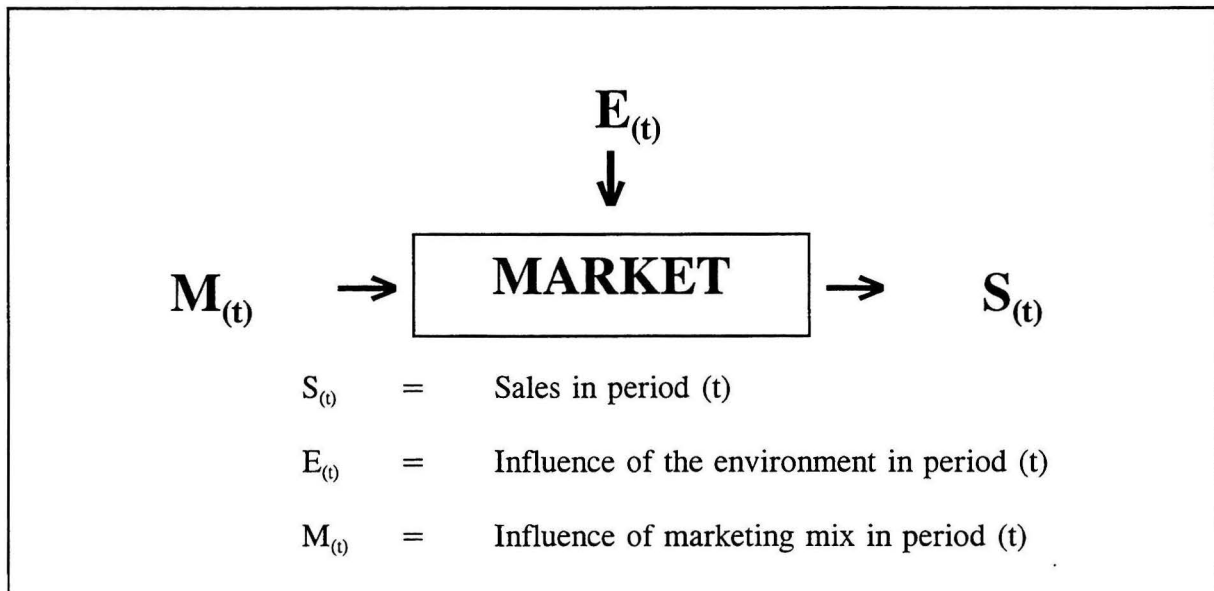 E(t)
M(t) MARKET S(t)
S(t) = Sales in period (t)
E(t) = Influence of the environment in period (t)
M(t) = Influence of marketing mix in period (t)